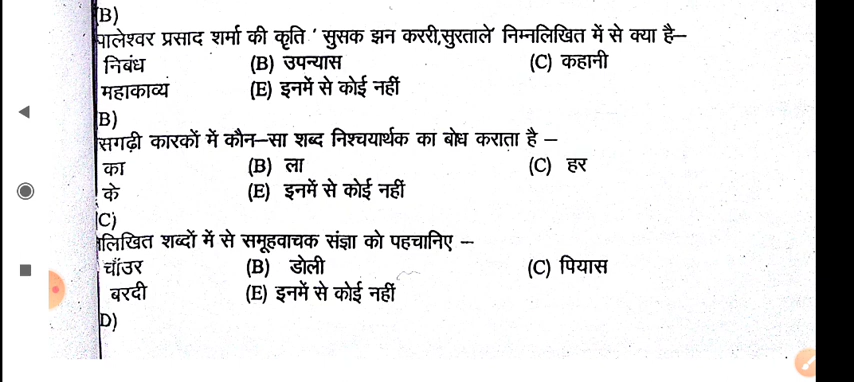 B)
पालेश्वर प्रसाद शर्मा की कृति ' सुसक झन कररी,सुरताले' निम्नलिखित में से क्या है–
निबंध (B) उपन्यास (C) कहानी
महाकाव्य (E) इनमें से कोई नहीं
B)
सगढ़ी कारकों में कौन–सा शब्द निश्चयार्थक का बोध कराता है –
का (B) ला (C) हर
के (E) इनमें से कोई नहीं
C)
लिखित शब्दों में से समूहवाचक संज्ञा को पहचानिए –
चाँउर (B) डोली (C) पियास
बरदी (E) इनमें से कोई नहीं
D)